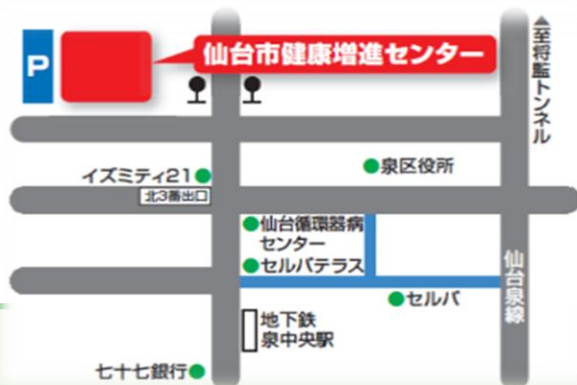 P
仙台市健康増進センター
▲至将監トンネル
イズミティ21
泉区役所
北3番出口
仙台循環器病
センター
セルバテラス
仙台泉線
セルバ
地下鉄
泉中央駅
七十七銀行